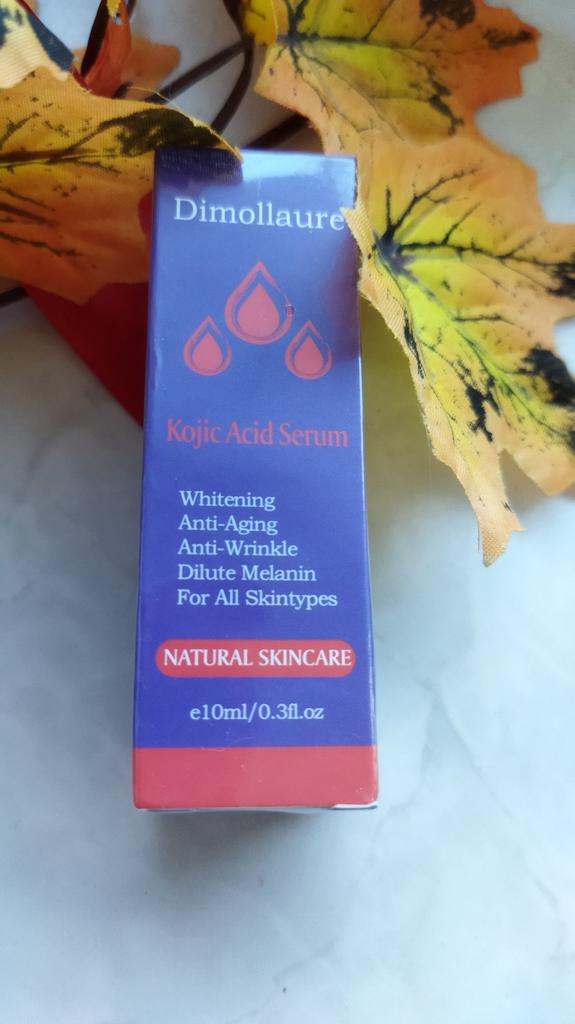 Dimollaure
Kojic Acid Serum
Whitening
Anti-Aging
Anti-Wrinkle
Dilute Melanin
For All Skintypes
NATURAL SKINCARE
e10ml/0.3fl.oz